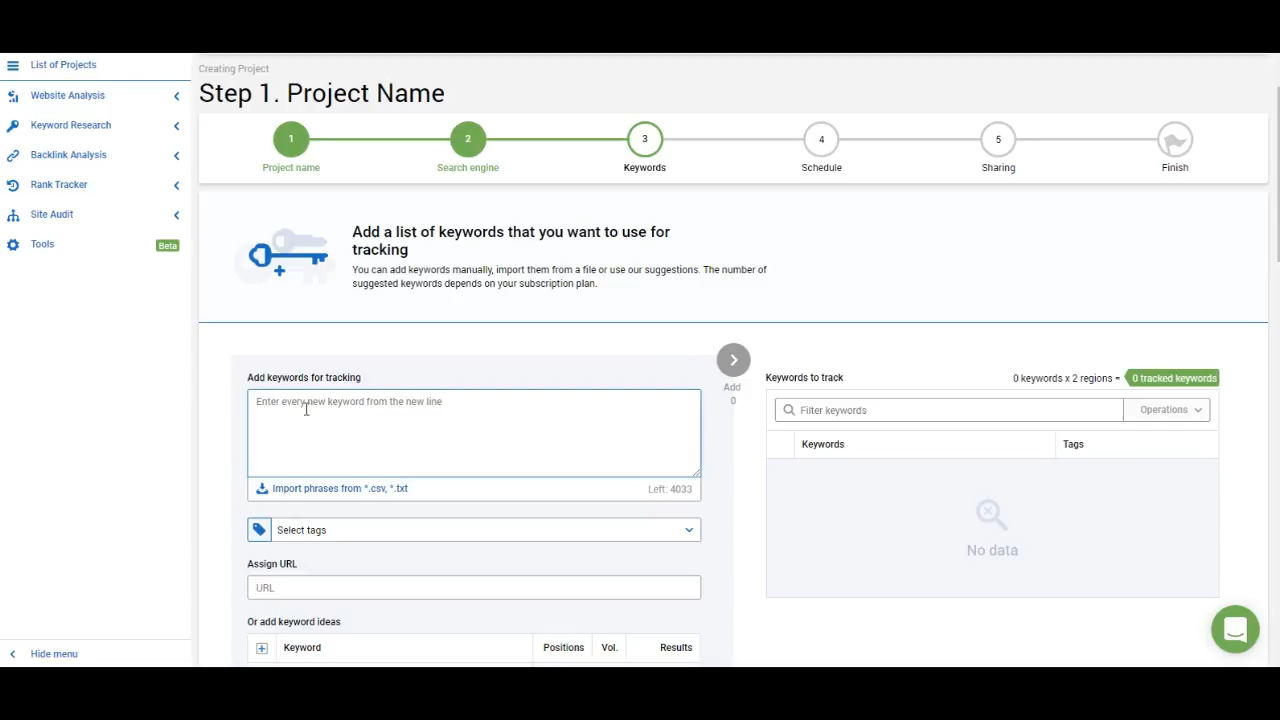 List of Projects
Website Analysis
Keyword Research
Backlink Analysis
Rank Tracker
Site Audit
Tools
Beta
Hide menu
Creating Project
Step 1. Project Name
1
2
3
4
5
Project name
Search engine
Keywords
Schedule
Sharing
Finish
Add a list of keywords that you want to use for
tracking
You can add keywords manually, import them from a file or use our suggestions. The number of
suggested keywords depends on your subscription plan.
Add keywords for tracking
Enter every new keyword from the new line
Import phrases from *.csv, *.txt
Left: 4033
Select tags
Assign URL
URL
Or add keyword ideas
Keyword
Positions
Vol.
Results
Add
0
Keywords to track
0 keywords x 2 regions =
0 tracked keywords
Filter keywords
Operations
Keywords
Tags
No data